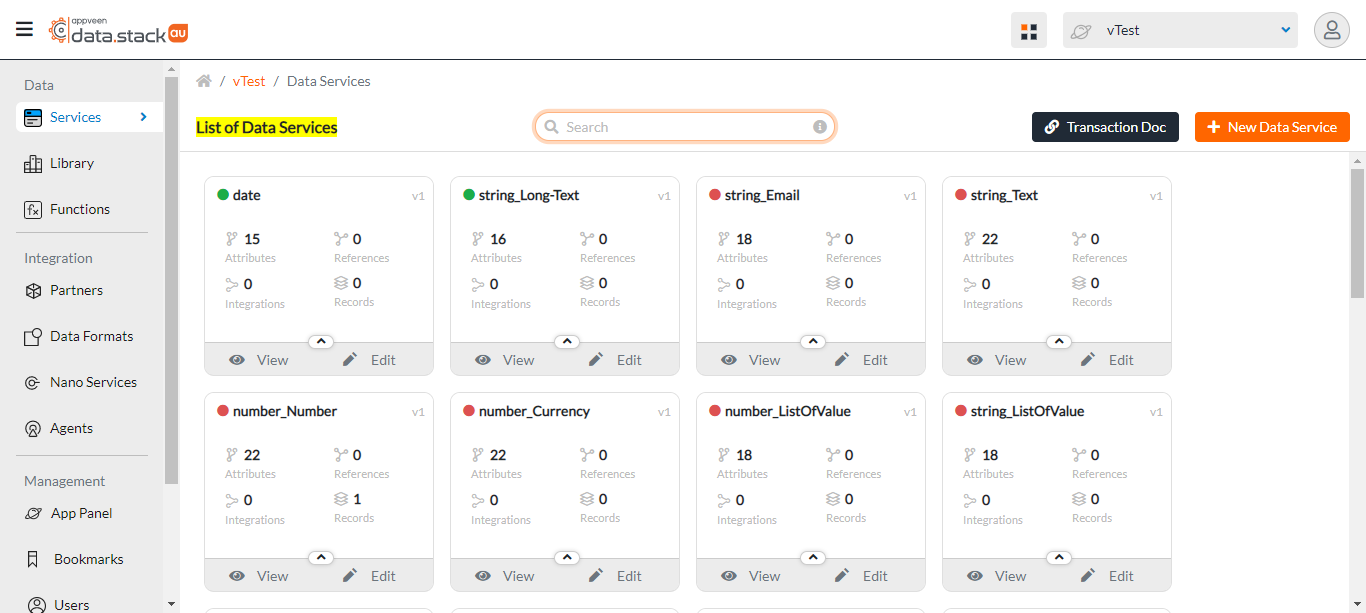 appveen
data.stack au
vTest
Data
Services
Library
Functions
Integration
Partners
Data Formats
Nano Services
Agents
Management
App Panel
Bookmarks
Users
/ vTest / Data Services
List of Data Services
Search
Transaction Doc
New Data Service
date v1
15 0
Attributes References
0 0
Integrations Records
View Edit
string_Long-Text v1
16 0
Attributes References
0 0
Integrations Records
View Edit
string_Email v1
18 0
Attributes References
0 0
Integrations Records
View Edit
string_Text v1
22 0
Attributes References
0 0
Integrations Records
View Edit
number_Number v1
22 0
Attributes References
0 1
Integrations Records
View Edit
number_Currency v1
22 0
Attributes References
0 0
Integrations Records
View Edit
number_ListOfValue v1
18 0
Attributes References
0 0
Integrations Records
View Edit
string_ListOfValue v1
18 0
Attributes References
0 0
Integrations Records
View Edit